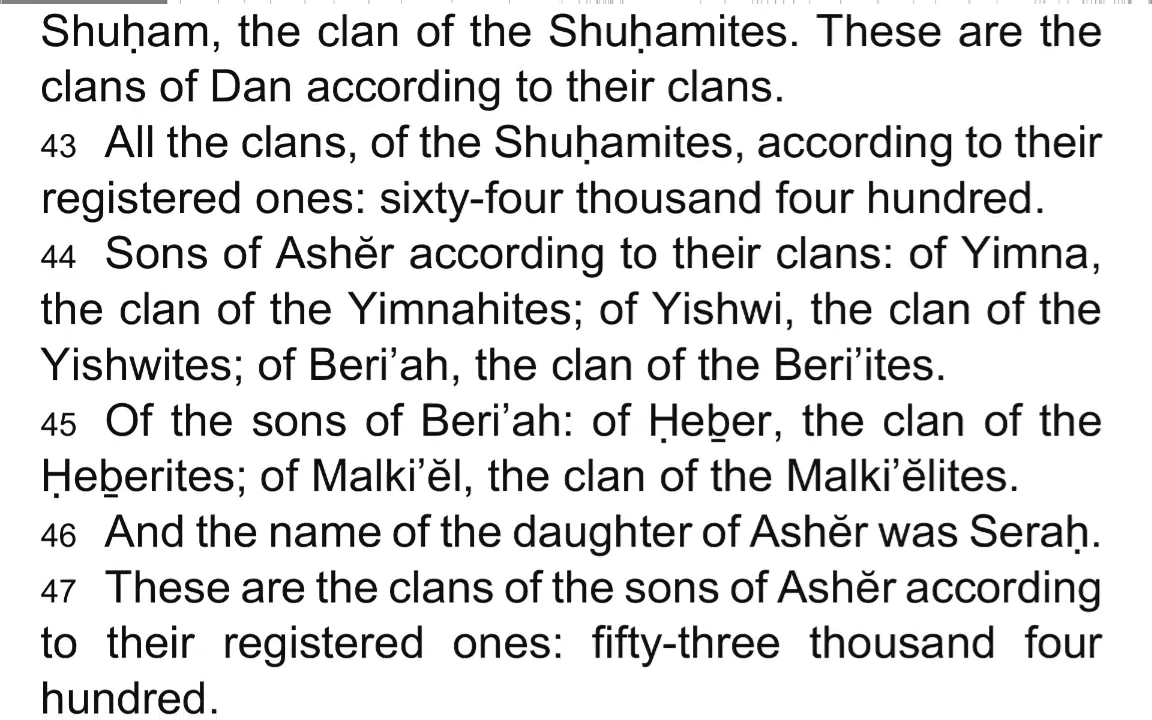 Shuḥam, the clan of the Shuḥamites. These are the
clans of Dan according to their clans.
43 All the clans, of the Shuḥamites, according to their
registered ones: sixty-four thousand four hundred.
44 Sons of Ashĕr according to their clans: of Yimna,
the clan of the Yimnahites; of Yishwi, the clan of the
Yishwites; of Beri’ah, the clan of the Beri’ites.
45 Of the sons of Beri’ah: of Ḥeḇer, the clan of the
Ḥeḇerites; of Malki’ĕl, the clan of the Malki’ĕlites.
46 And the name of the daughter of Ashĕr was Seraḥ.
47 These are the clans of the sons of Ashĕr according
to their registered ones: fifty-three thousand four
hundred.